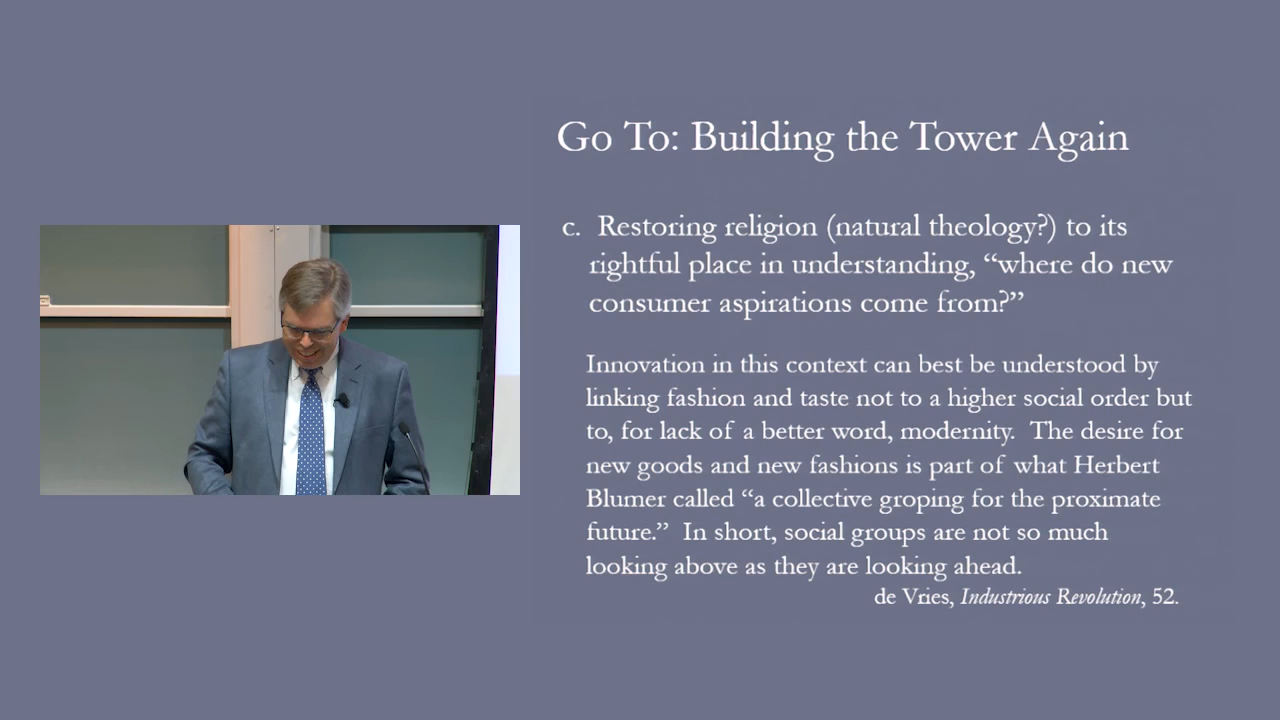 Go To: Building the Tower Again
c. Restoring religion (natural theology?) to its
rightful place in understanding, “where do new
consumer aspirations come from?”
Innovation in this context can best be understood by
linking fashion and taste not to a higher social order but
to, for lack of a better word, modernity. The desire for
new goods and new fashions is part of what Herbert
Blumer called “a collective groping for the proximate
future.” In short, social groups are not so much
looking above as they are looking ahead.
de Vries, Industrious Revolution, 52.